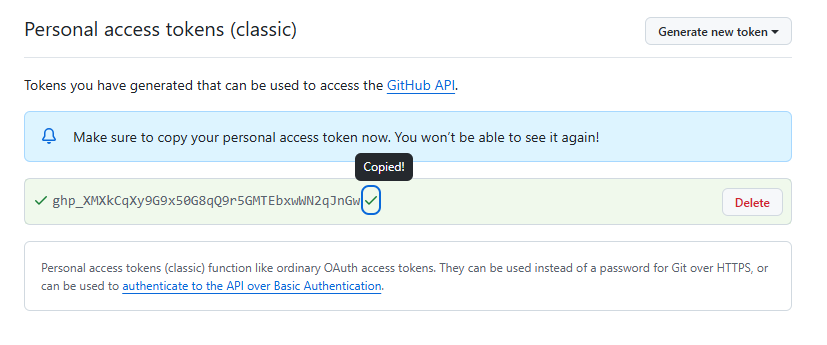 Personal access tokens (classic)
Generate new token
Tokens you have generated that can be used to access the GitHub API.
Make sure to copy your personal access token now. You won't be able to see it again!
Copied!
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
Delete
Personal access tokens (classic) function like ordinary OAuth access tokens. They can be used instead of a password for Git over HTTPS, or
can be used to authenticate to the API over Basic Authentication.